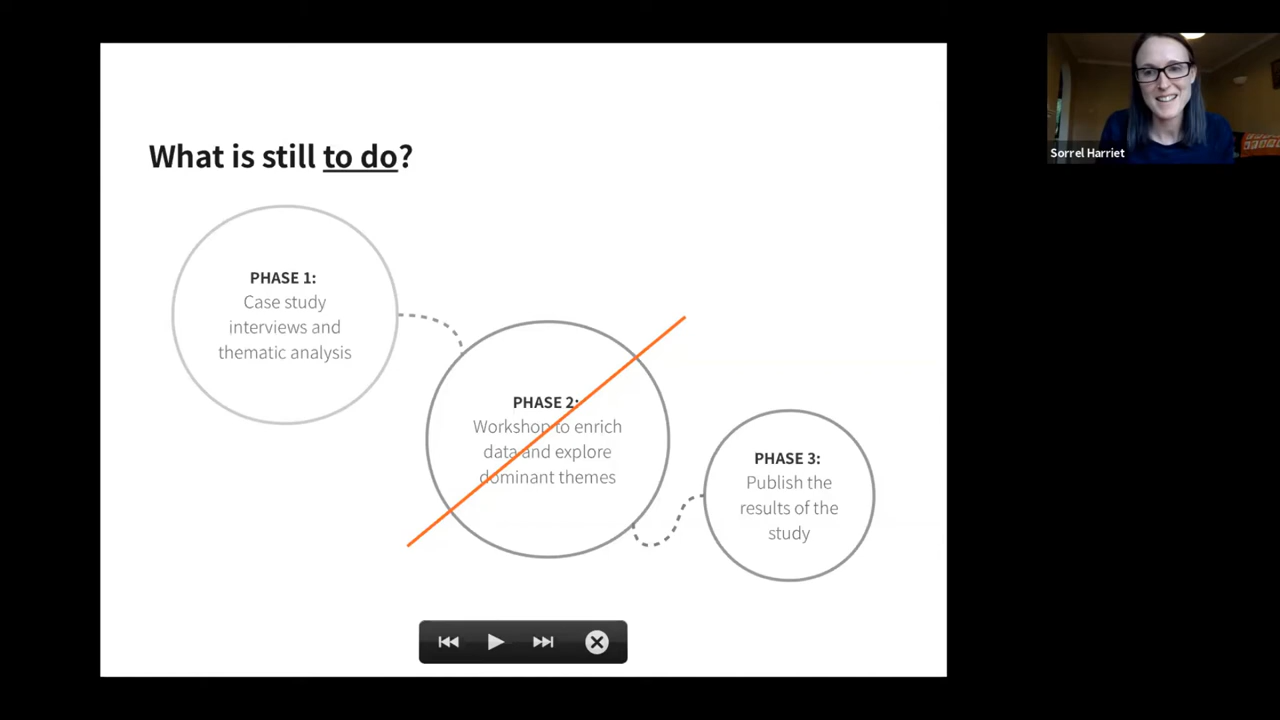 What is still to do?
PHASE 1:
Case study
interviews and
thematic analysis
PHASE 2:
Workshop to enrich
data and explore
dominant themes
PHASE 3:
Publish the
results of the
study
Sorrel Harriet